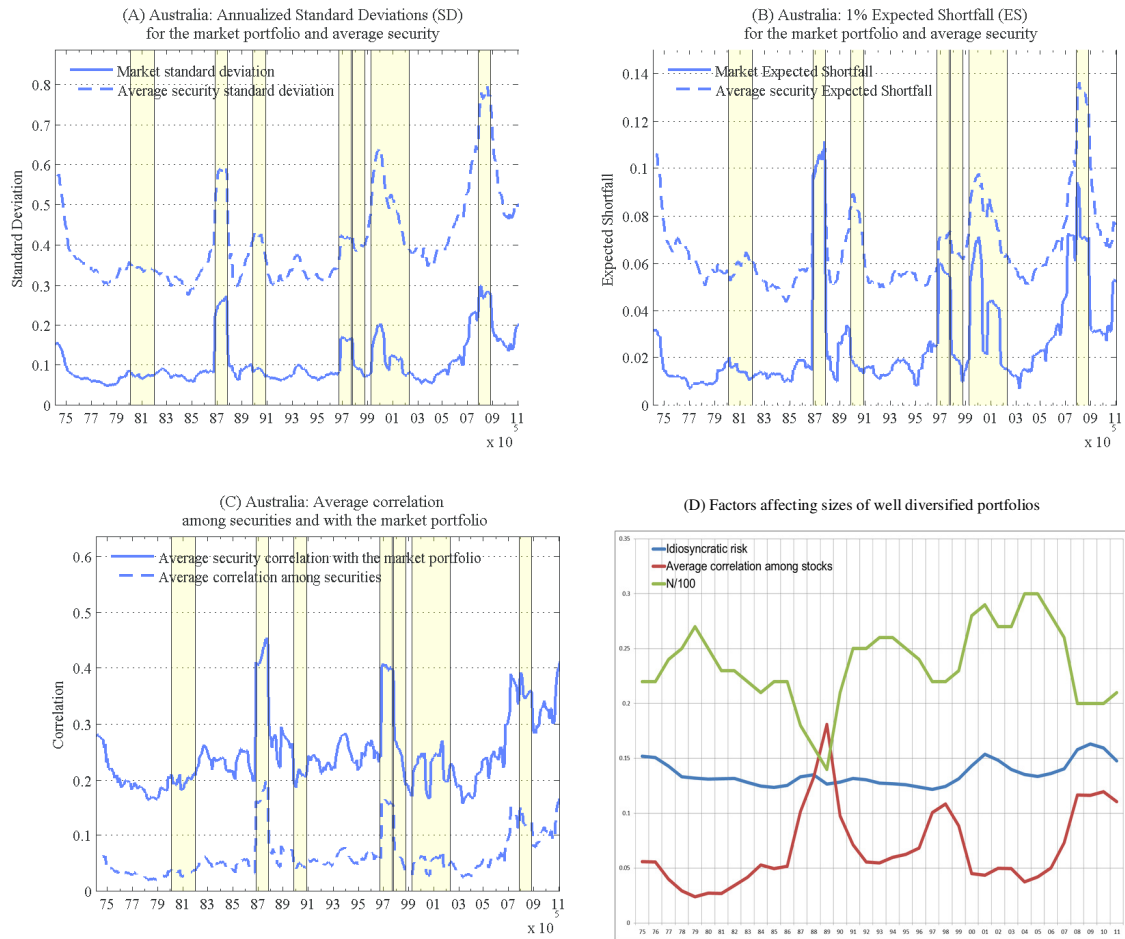 (A) Australia: Annualized Standard Deviations (SD)
for the market portfolio and average security
Market standard deviation
Average security standard deviation
Standard Deviation
0.8
0.7
0.6
0.5
0.4
0.3
0.2
0.1
0
75 77 79 81 83 85 87 89 91 93 95 97 99 01 03 05 07 09 11
x 10
5
(B) Australia: 1% Expected Shortfall (ES)
for the market portfolio and average security
Market Expected Shortfall
Average security Expected Shortfall
Expected Shortfall
0.14
0.12
0.1
0.08
0.06
0.04
0.02
0
75 77 79 81 83 85 87 89 91 93 95 97 99 01 03 05 07 09 11
x 10
5
(C) Australia: Average correlation
among securities and with the market portfolio
Average security correlation with the market portfolio
Average correlation among securities
Correlation
0.6
0.5
0.4
0.3
0.2
0.1
0
75 77 79 81 83 85 87 89 91 93 95 97 99 01 03 05 07 09 11
x 10
5
(D) Factors affecting sizes of well diversified portfolios
Idiosyncratic risk
Average correlation among stocks
N/100
0.35
0.3
0.25
0.2
0.15
0.1
0.05
0
75 76 77 78 79 80 81 82 83 84 85 86 87 88 89 90 91 92 93 94 95 96 97 98 99 00 01 02 03 04 05 06 07 08 09 10 11